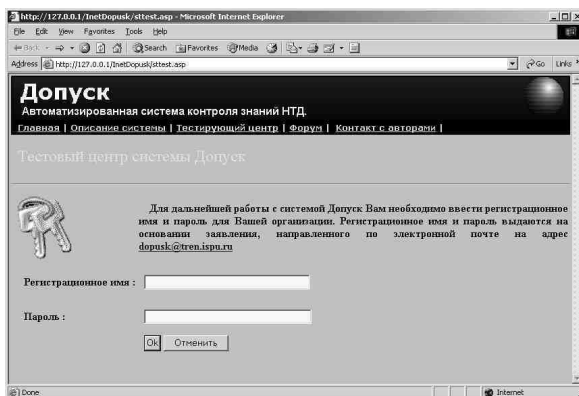 http://127.0.0.1/InetDopusk/sttest.asp - Microsoft Internet Explorer
File Edit View Favorites Tools Help
Back Search Favorites Media
Address http://127.0.0.1/InetDopusk/sttest.asp Go Links »
Допуск
Автоматизированная система контроля знаний НТД.
Главная | Описание системы | Тестирующий центр | Форум | Контакт с авторами |
Тестовый центр системы Допуск
Для дальнейшей работы с системой Допуск Вам необходимо ввести регистрационное
имя и пароль для Вашей организации. Регистрационное имя и пароль выдаются на
основании заявления, направленного по электронной почте на адрес
dopusk@tren.ispu.ru
Регистрационное имя :
Пароль :
Ok Отменить
Done Internet